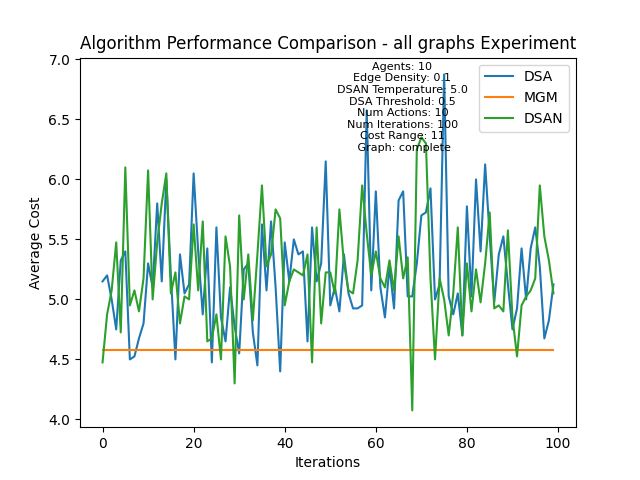 Algorithm Performance Comparison - all graphs Experiment
Agents: 10
Edge Density: 0.1
DSAN Temperature: 5.0
DSA Threshold: 0.5
Num Actions: 10
Num Iterations: 100
Cost Range: 11
Graph: complete
DSA
MGM
DSAN
7.0
6.5
6.0
5.5
5.0
4.5
4.0
Average Cost
0
20
40
60
80
100
Iterations